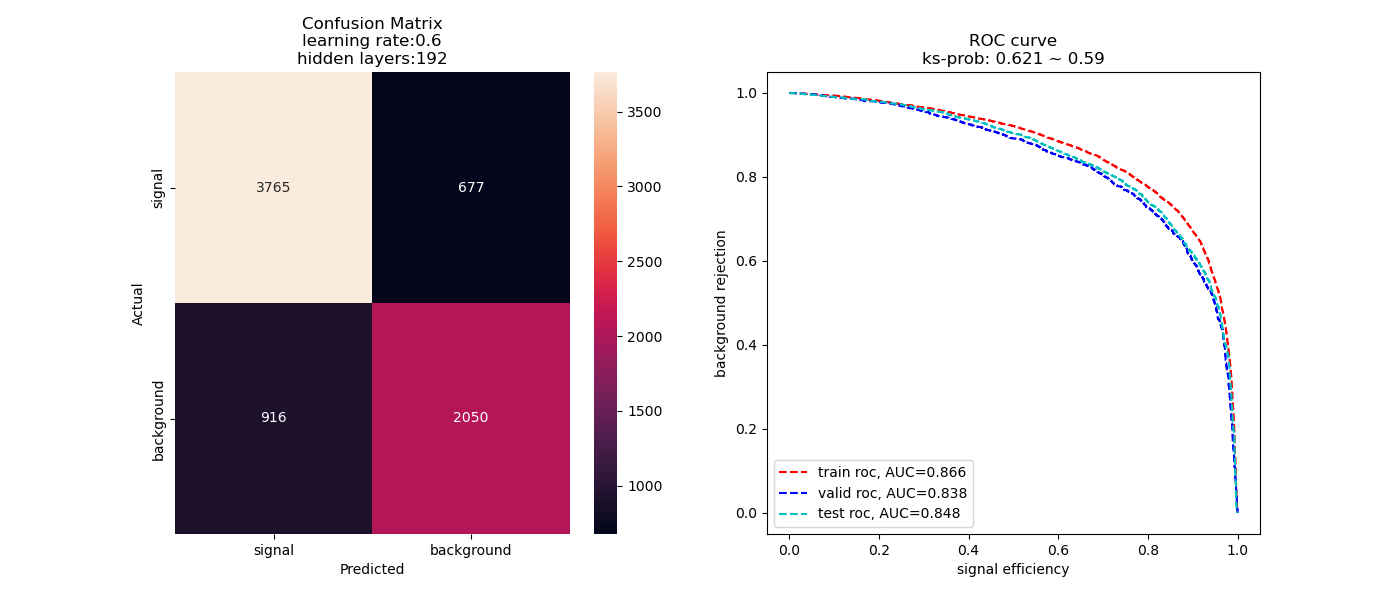 Confusion Matrix
learning rate:0.6
hidden layers:192
signal
background
Actual
3765
677
916
2050
signal
background
Predicted
3500
3000
2500
2000
1500
1000
ROC curve
ks-prob: 0.621 ~ 0.59
background rejection
1.0
0.8
0.6
0.4
0.2
0.0
train roc, AUC=0.866
valid roc, AUC=0.838
test roc, AUC=0.848
0.0
0.2
0.4
0.6
0.8
1.0
signal efficiency